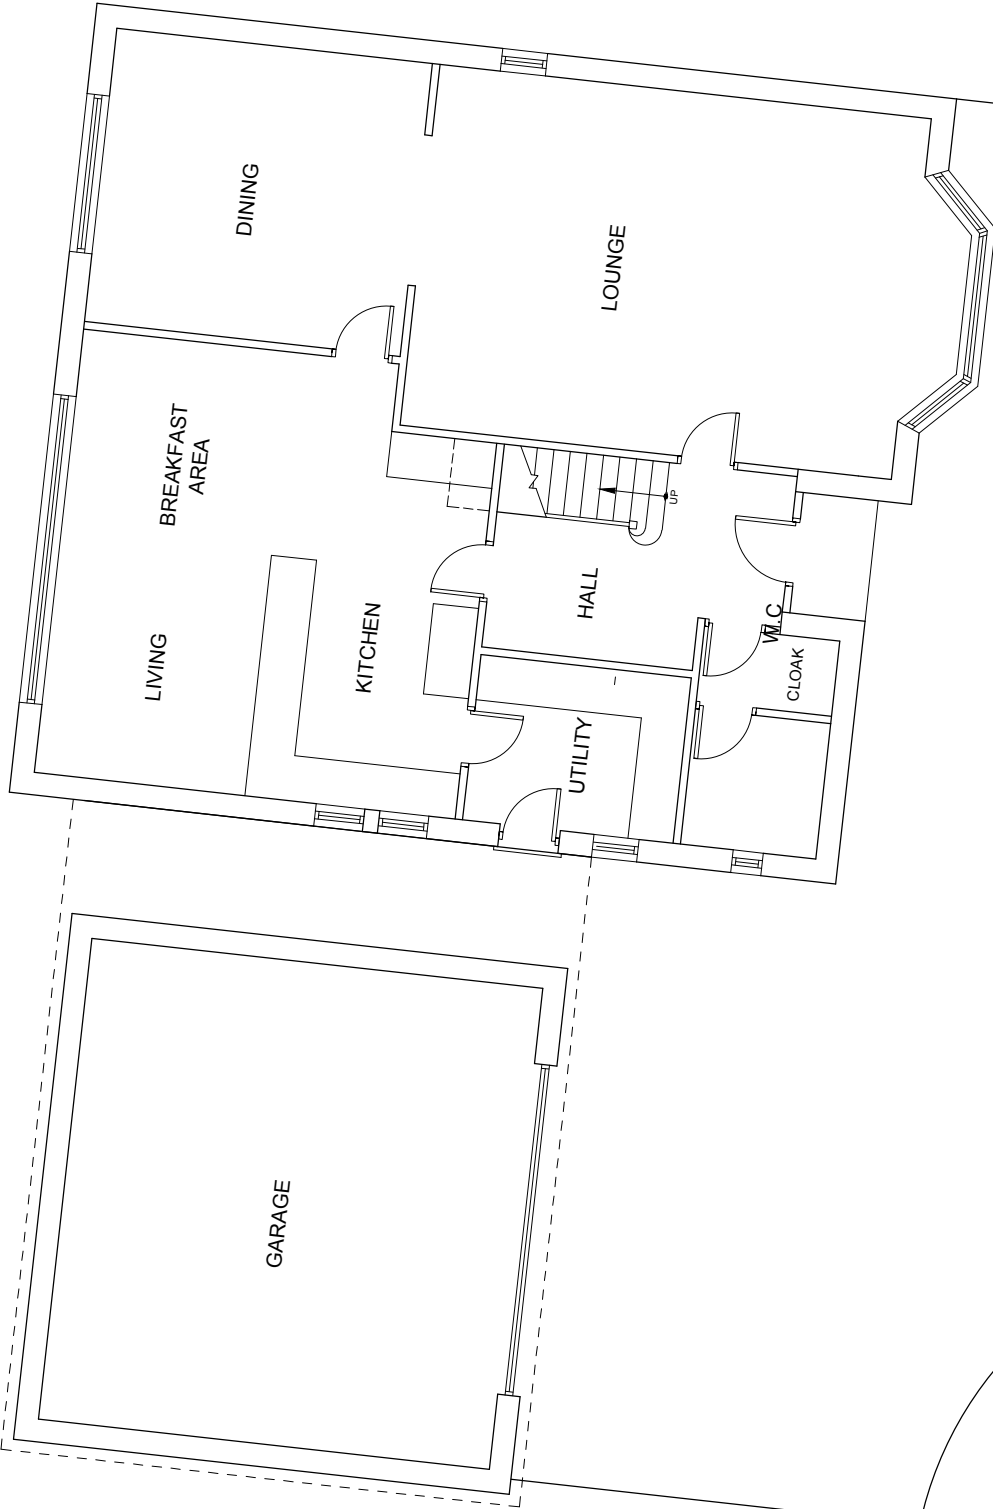 DINING
LOUNGE
BREAKFAST
AREA
LIVING
KITCHEN
HALL
UP
W.C
CLOAK
UTILITY
GARAGE